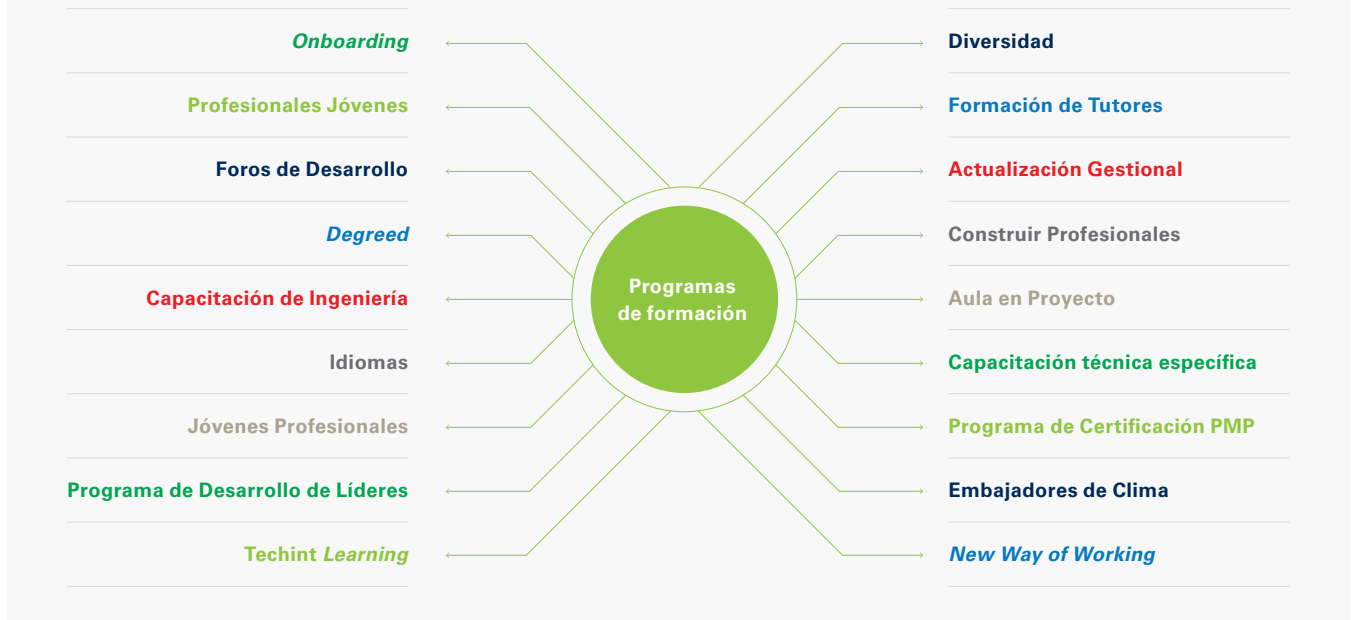 Onboarding
Profesionales Jóvenes
Foros de Desarrollo
Degreed
Capacitación de Ingeniería
Idiomas
Jóvenes Profesionales
Programa de Desarrollo de Líderes
Techint Learning
Programas
de formación
Diversidad
Formación de Tutores
Actualización Gestional
Construir Profesionales
Aula en Proyecto
Capacitación técnica específica
Programa de Certificación PMP
Embajadores de Clima
New Way of Working